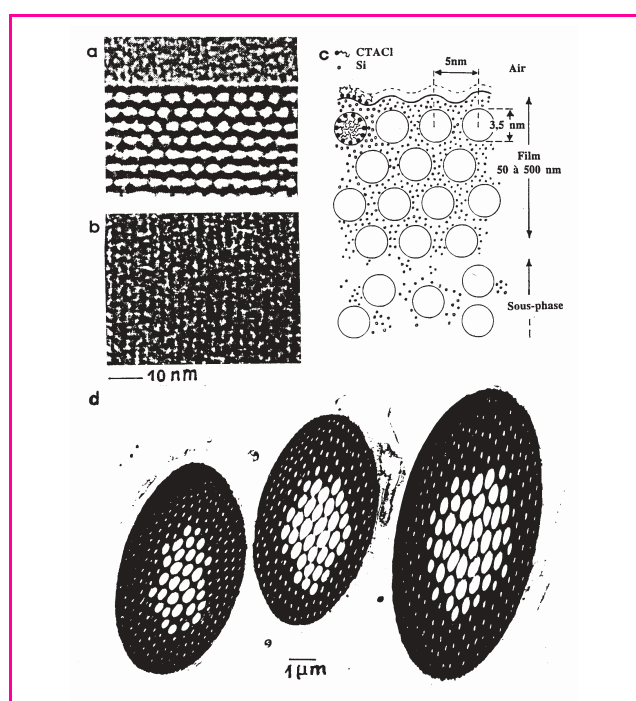 a
b
10 nm
c
CTACl
Si
5nm
Air
3,5 nm
Film
50 à 500 nm
Sous-phase
d
1µm